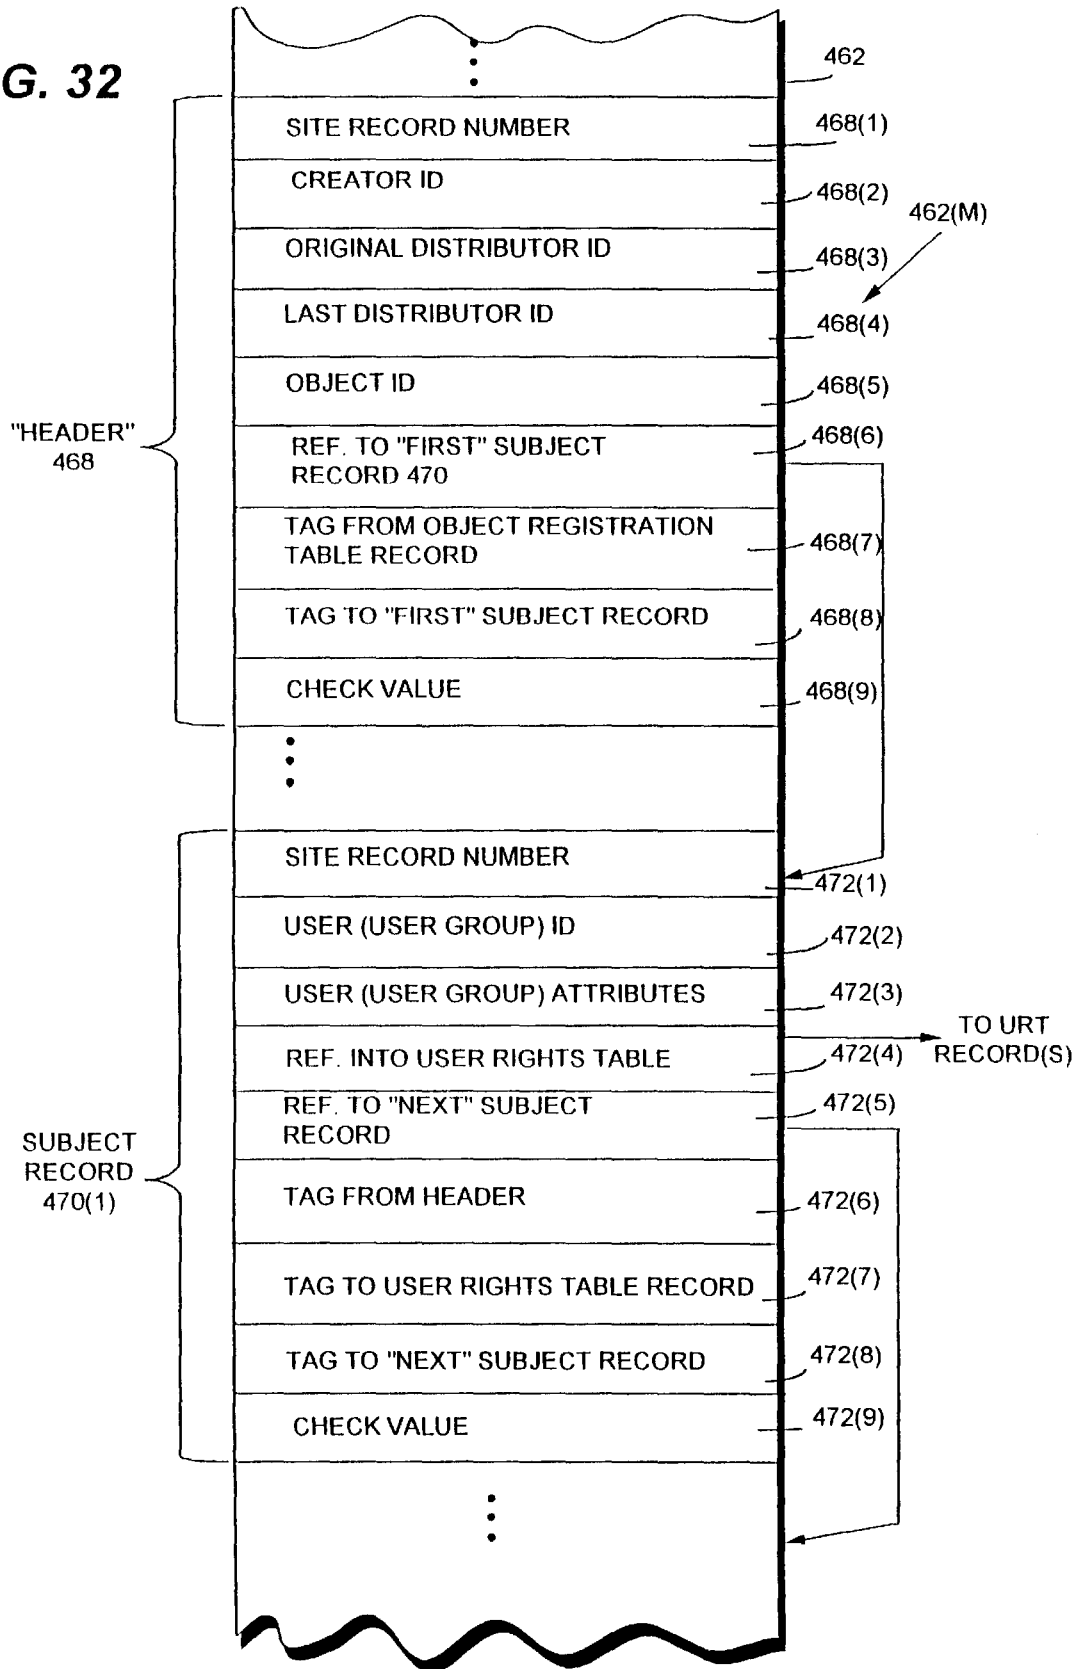 G. 32
462
SITE RECORD NUMBER
468(1)
CREATOR ID
468(2)
462(M)
ORIGINAL DISTRIBUTOR ID
468(3)
LAST DISTRIBUTOR ID
468(4)
OBJECT ID
468(5)
"HEADER"
468
REF. TO "FIRST" SUBJECT
RECORD 470
468(6)
TAG FROM OBJECT REGISTRATION
TABLE RECORD
468(7)
TAG TO "FIRST" SUBJECT RECORD
468(8)
CHECK VALUE
468(9)
SITE RECORD NUMBER
472(1)
USER (USER GROUP) ID
472(2)
USER (USER GROUP) ATTRIBUTES
472(3)
TO URT
RECORD(S)
REF. INTO USER RIGHTS TABLE
472(4)
REF. TO "NEXT" SUBJECT
RECORD
472(5)
SUBJECT
RECORD
470(1)
TAG FROM HEADER
472(6)
TAG TO USER RIGHTS TABLE RECORD
472(7)
TAG TO "NEXT" SUBJECT RECORD
472(8)
CHECK VALUE
472(9)